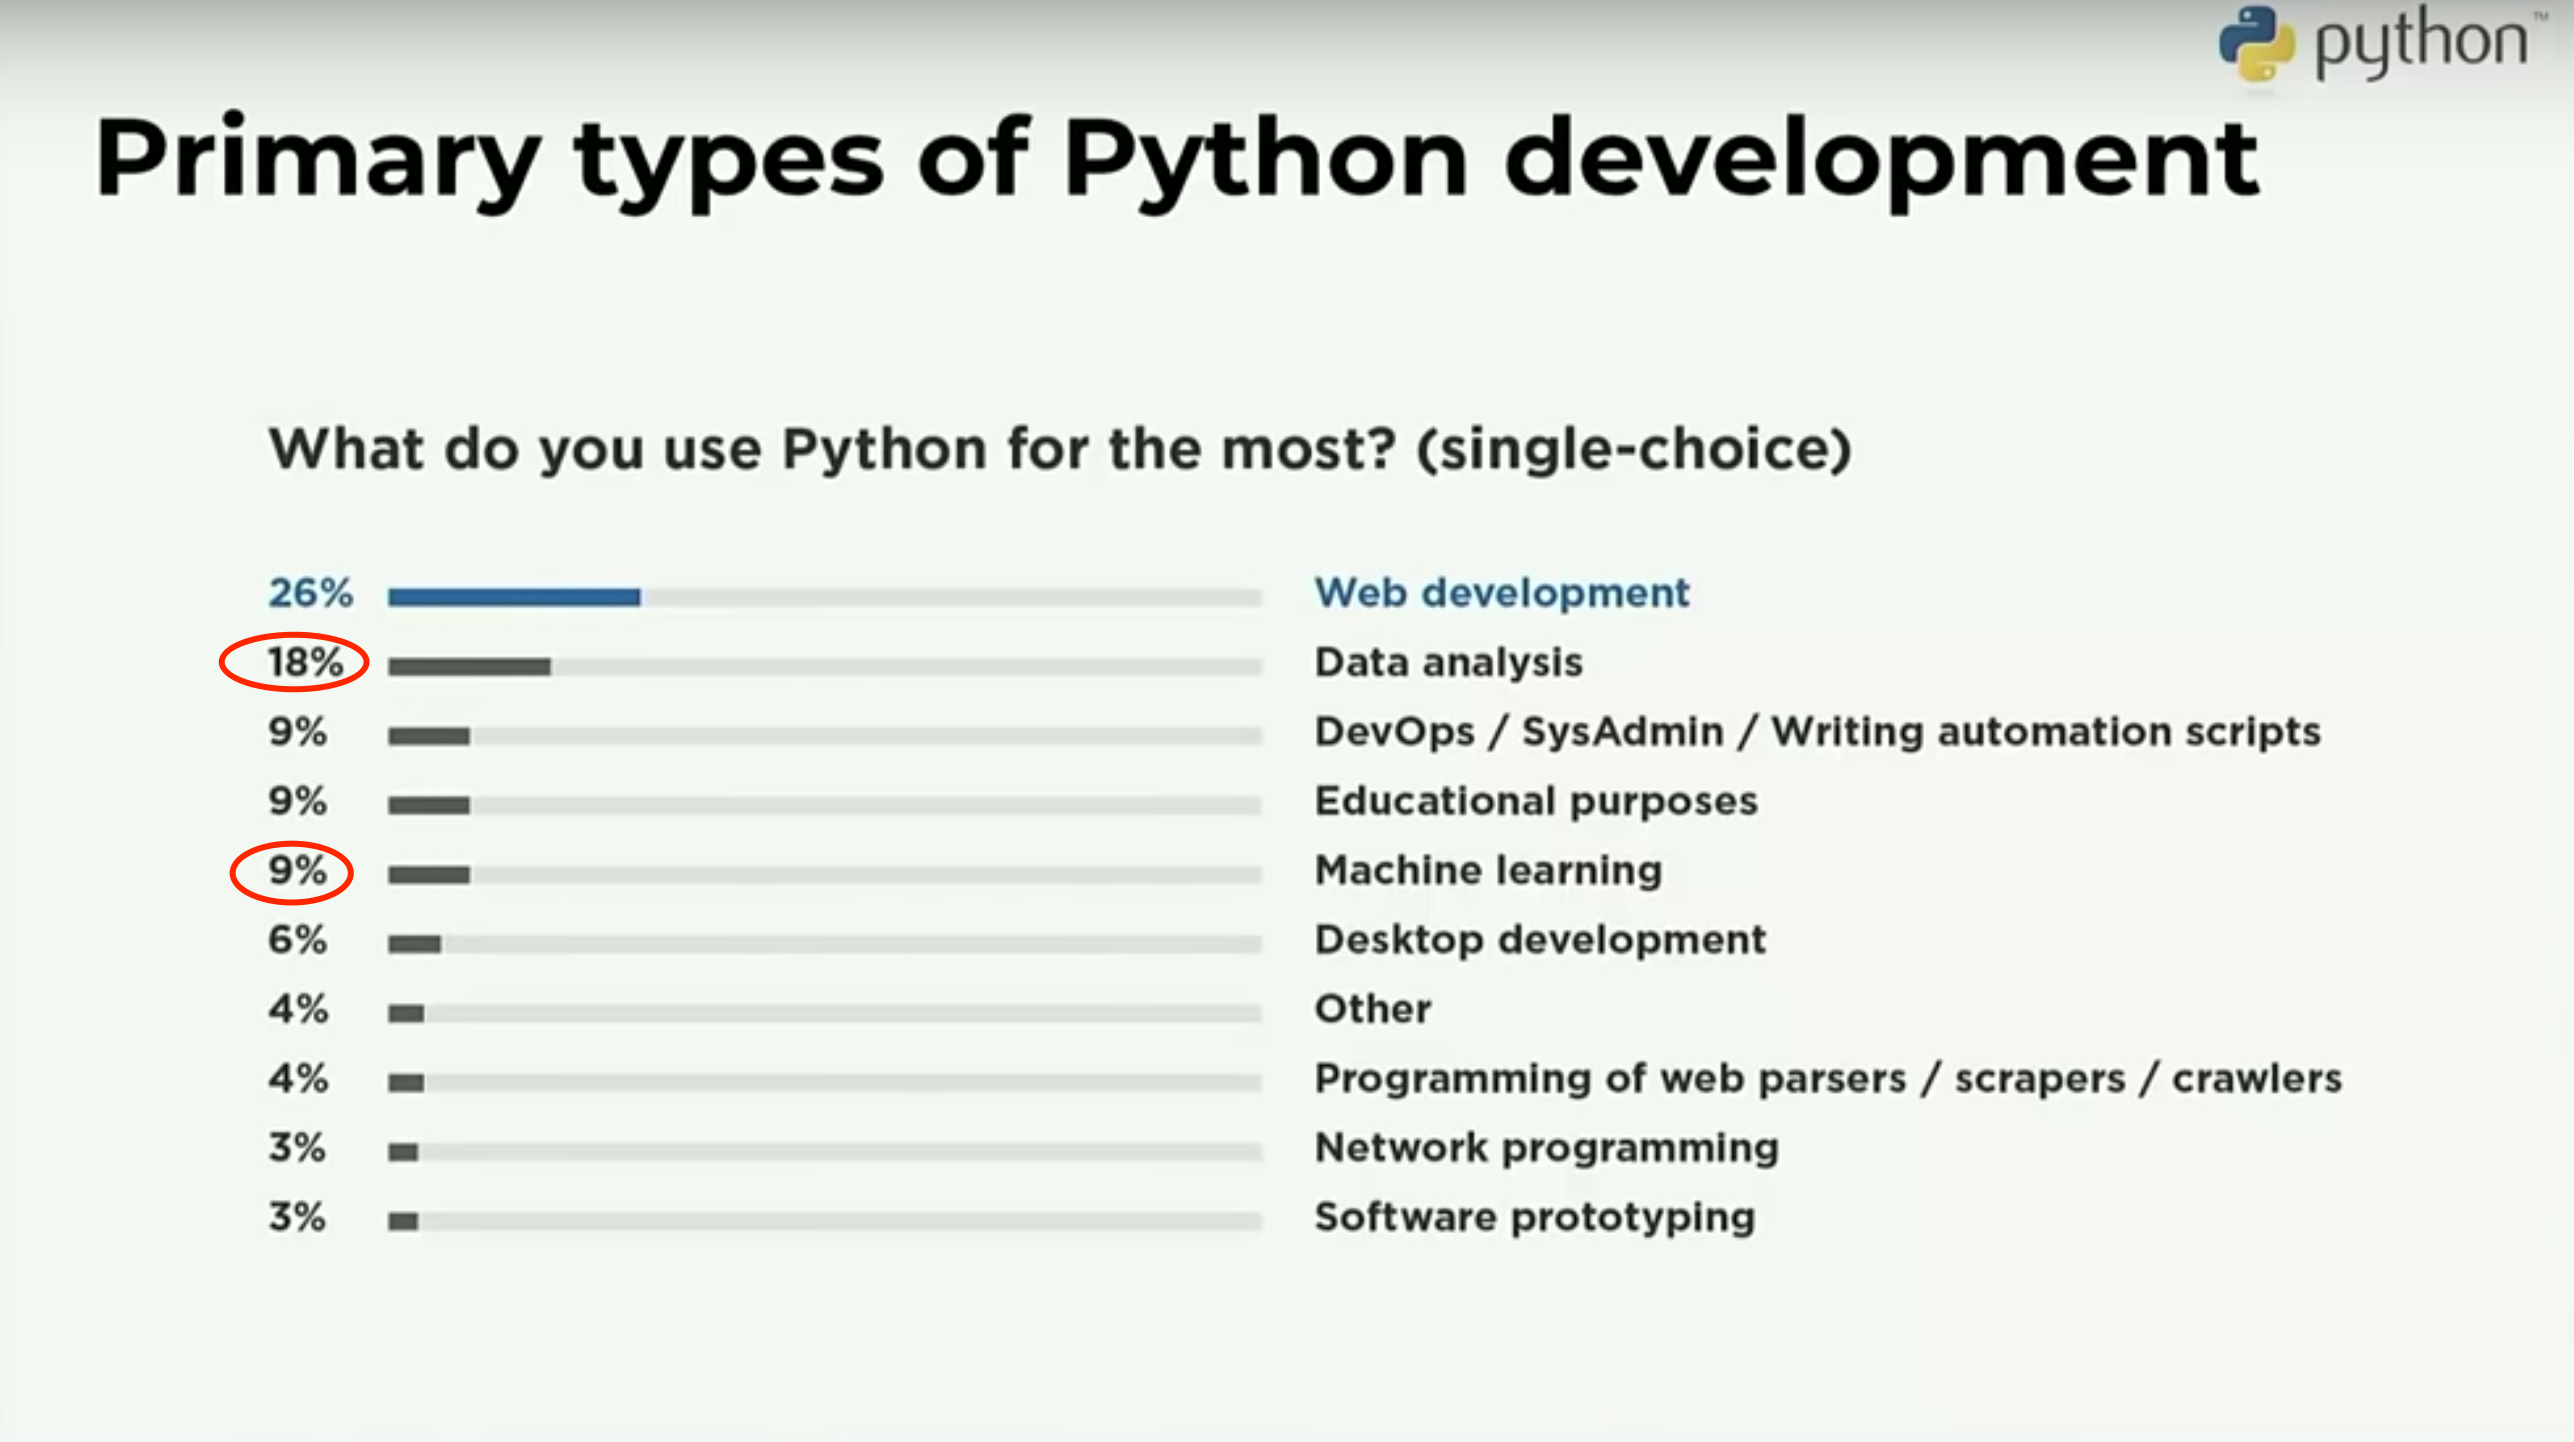 python™
Primary types of Python development
What do you use Python for the most? (single-choice)
26% Web development
18% Data analysis
9% DevOps / SysAdmin / Writing automation scripts
9% Educational purposes
9% Machine learning
6% Desktop development
4% Other
4% Programming of web parsers / scrapers / crawlers
3% Network programming
3% Software prototyping